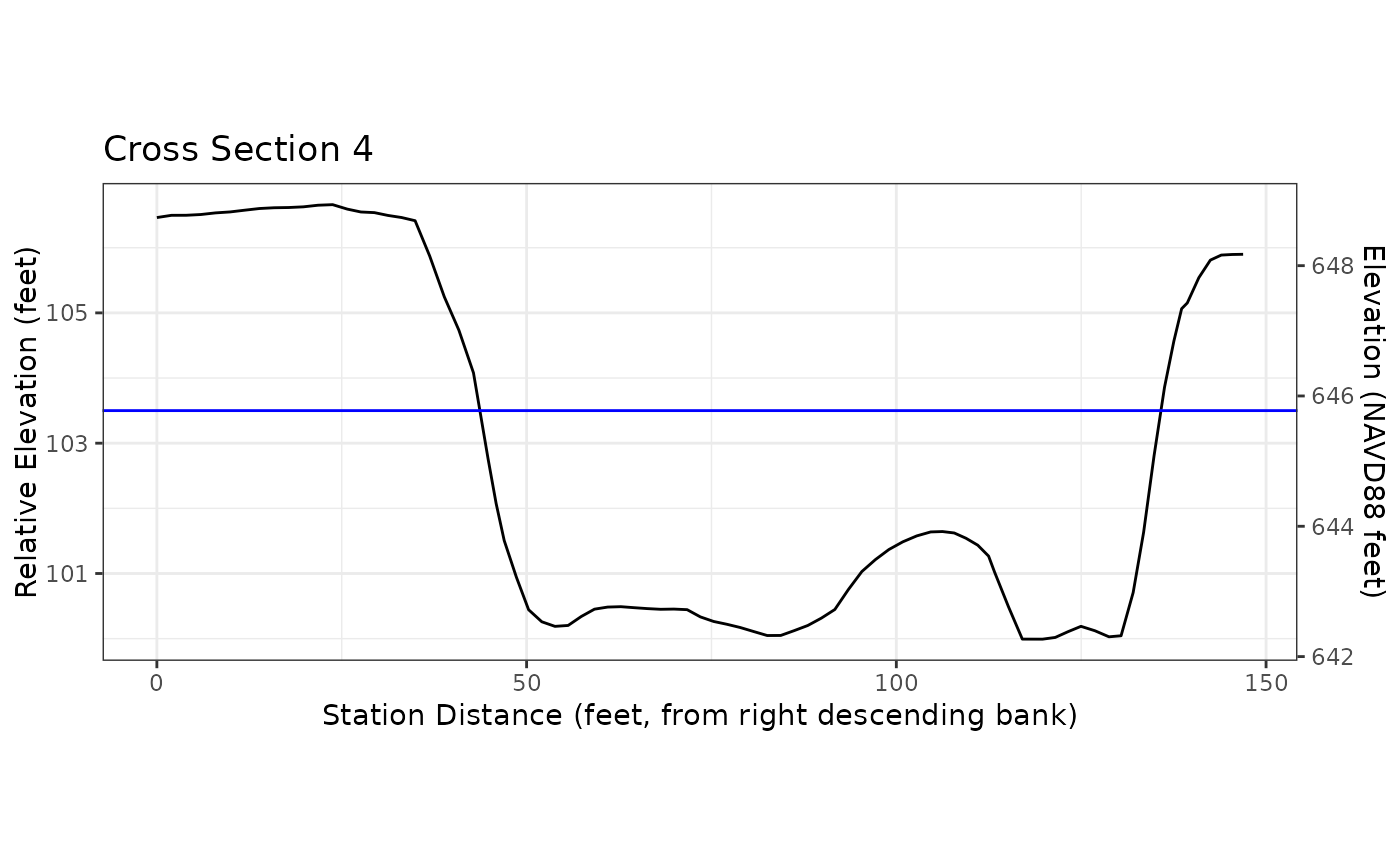 Cross Section 4
Relative Elevation (feet)
105
103
101
648
646
644
642
Elevation (NAVD88 feet)
0 50 100 150
Station Distance (feet, from right descending bank)